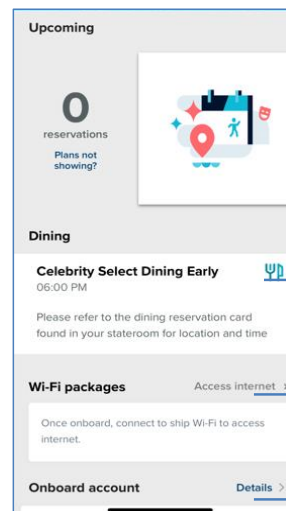 Upcoming
0
reservations
Plans not
showing?
Dining
Celebrity Select Dining Early
06:00 PM
Please refer to the dining reservation card
found in your stateroom for location and time
Wi-Fi packages Access internet >
Once onboard, connect to ship Wi-Fi to access
internet.
Onboard account Details >